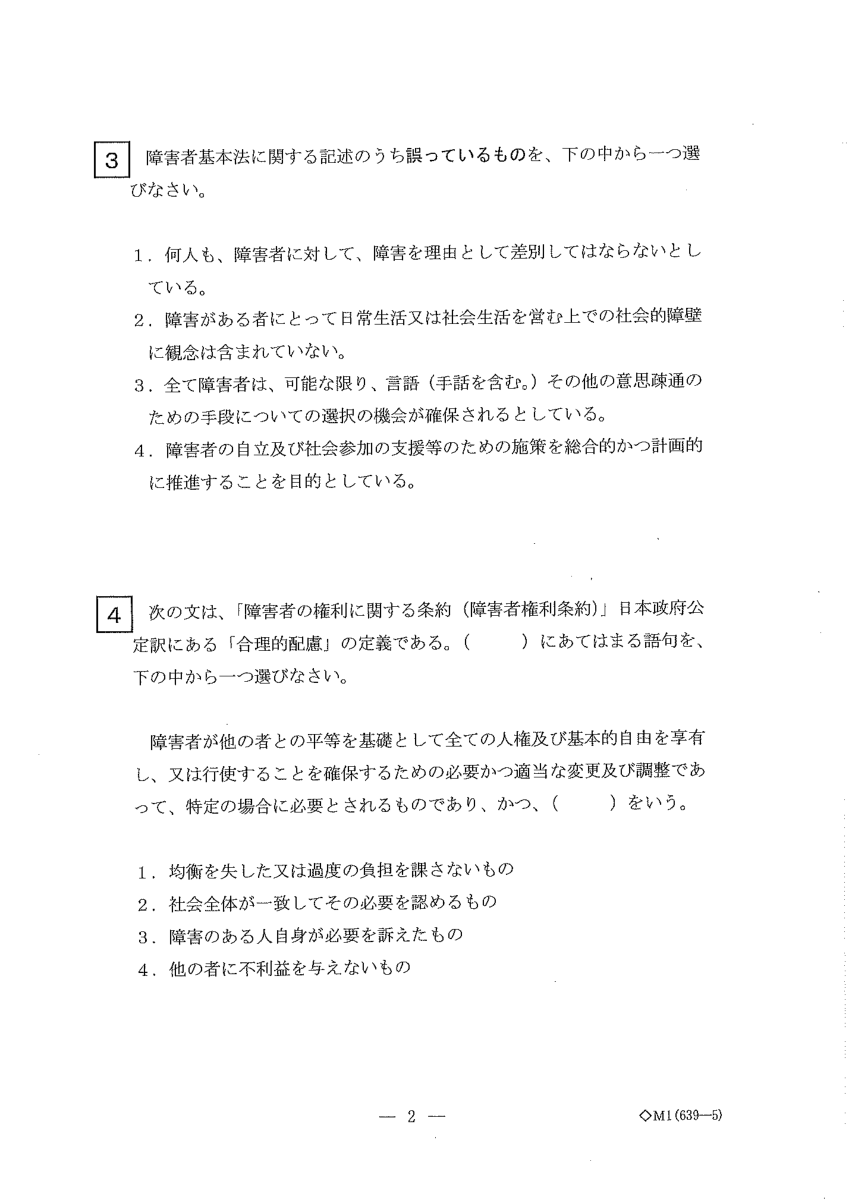 3 障害者基本法に関する記述のうち誤っているものを、下の中から一つ選
びなさい。
1．何人も、障害者に対して、障害を理由として差別してはならないとし
ている。
2．障害がある者にとって日常生活又は社会生活を営む上での社会的障壁
に観念は含まれていない。
3．全て障害者は、可能な限り、言語（手話を含む。）その他の意思疎通の
ための手段についての選択の機会が確保されるとしている。
4．障害者の自立及び社会参加の支援等のための施策を総合的かつ計画的
に推進することを目的としている。
4 次の文は、「障害者の権利に関する条約（障害者権利条約）」日本政府公
定訳にある「合理的配慮」の定義である。（　　　）にあてはまる語句を、
下の中から一つ選びなさい。
障害者が他の者との平等を基礎として全ての人権及び基本的自由を享有
し、又は行使することを確保するための必要かつ適当な変更及び調整であ
って、特定の場合に必要とされるものであり、かつ、（　　　）をいう。
1．均衡を失した又は過度の負担を課さないもの
2．社会全体が一致してその必要を認めるもの
3．障害のある人自身が必要を訴えたもの
4．他の者に不利益を与えないもの
― 2 ―
◇M1(639―5)